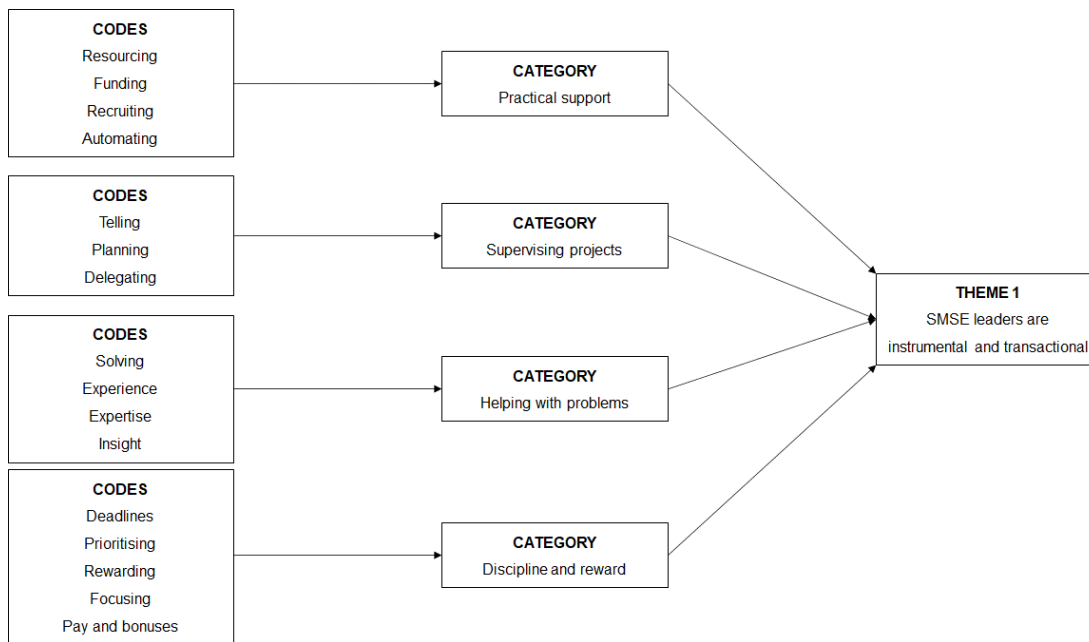 CODES
Resourcing
Funding
Recruiting
Automating
CATEGORY
Practical support
CODES
Telling
Planning
Delegating
CATEGORY
Supervising projects
CODES
Solving
Experience
Expertise
Insight
CATEGORY
Helping with problems
CODES
Deadlines
Prioritising
Rewarding
Focusing
Pay and bonuses
CATEGORY
Discipline and reward
THEME 1
SMSE leaders are
instrumental and transactional